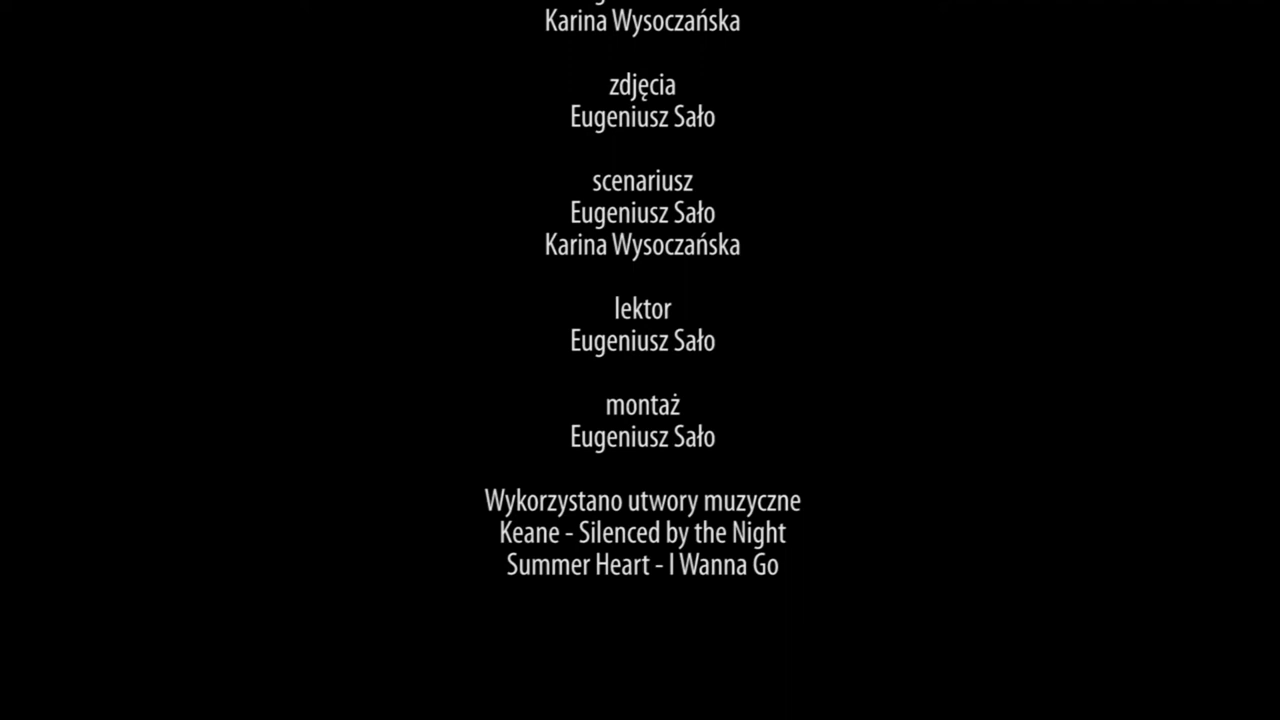 Karina Wysoczańska
zdjęcia
Eugeniusz Sało
scenariusz
Eugeniusz Sało
Karina Wysoczańska
lektor
Eugeniusz Sało
montaż
Eugeniusz Sało
Wykorzystano utwory muzyczne
Keane - Silenced by the Night
Summer Heart - I Wanna Go